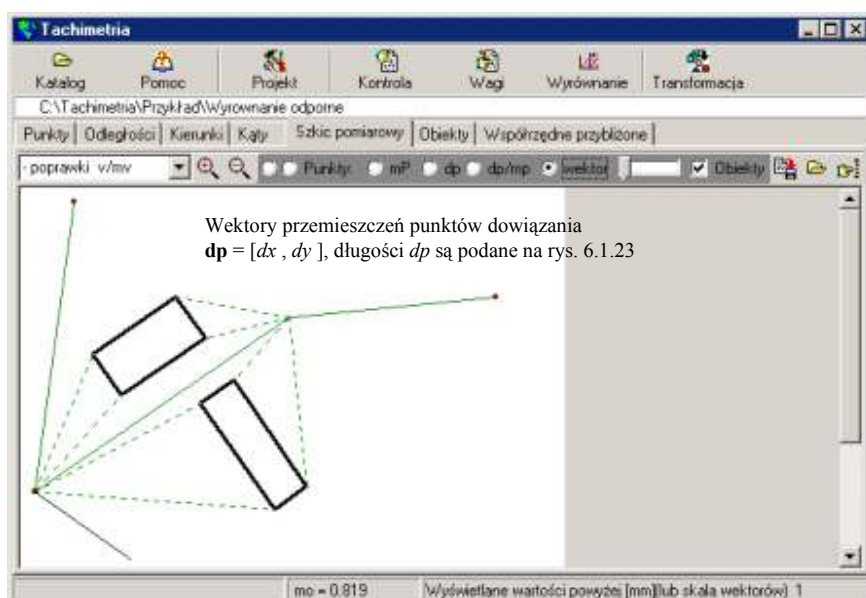 Tachimetria
Katalog Pomoc Projekt Kontrola Wagi Wyrównanie Transformacja
C:\Tachimetria\Przykład\Wyrownanie odporne
Punkty Odległości Kierunki Kąty Szkic pomiarowy Obiekty Współrzędne przybliżone
- poprawki v/mv Punkty: mP dp dp/mp wektor Obiekty
Wektory przemieszczeń punktów dowiązania
dp = [dx , dy ], długości dp są podane na rys. 6.1.23
mo = 0.819 Wyświetlane wartości powyżej [mm](lub skala wektorów) 1